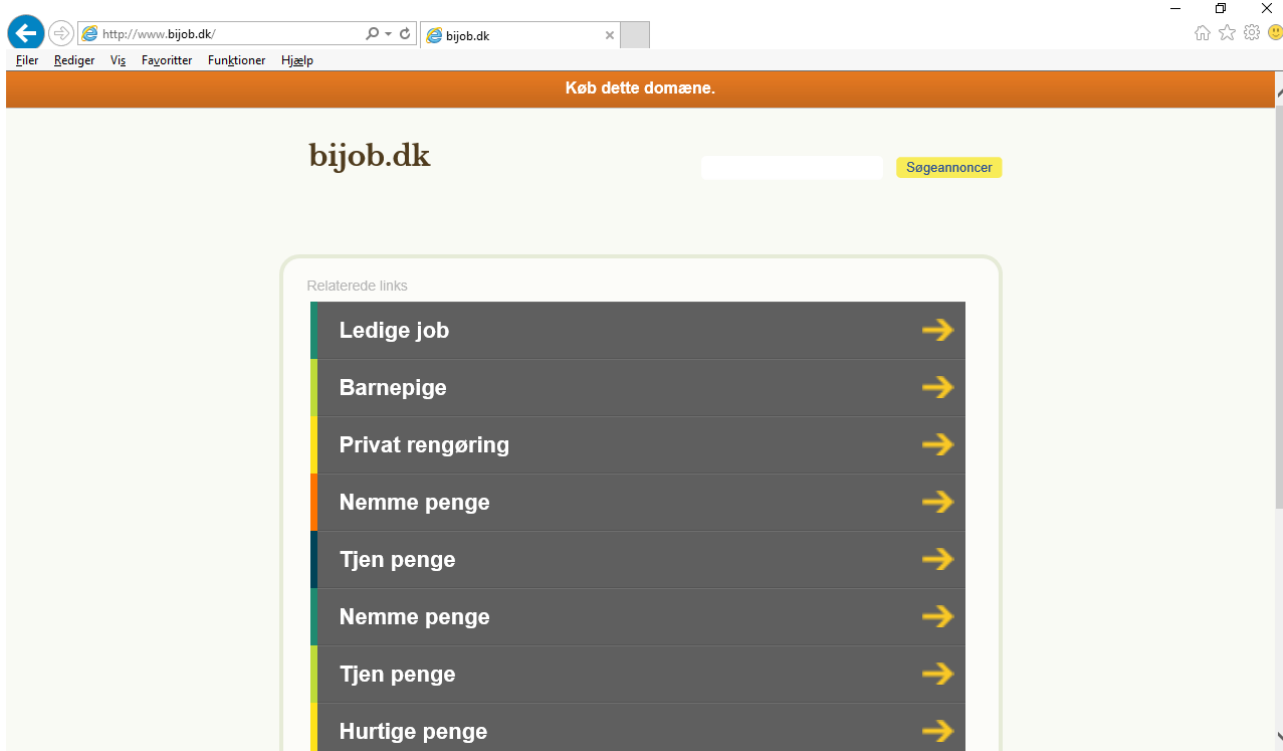 http://www.bijob.dk/
bijob.dk
Filer Rediger Vis Favoritter Funktioner Hjælp
Køb dette domæne.
bijob.dk
Søgeannoncer
Relaterede links
Ledige job
Barnepige
Privat rengøring
Nemme penge
Tjen penge
Nemme penge
Tjen penge
Hurtige penge